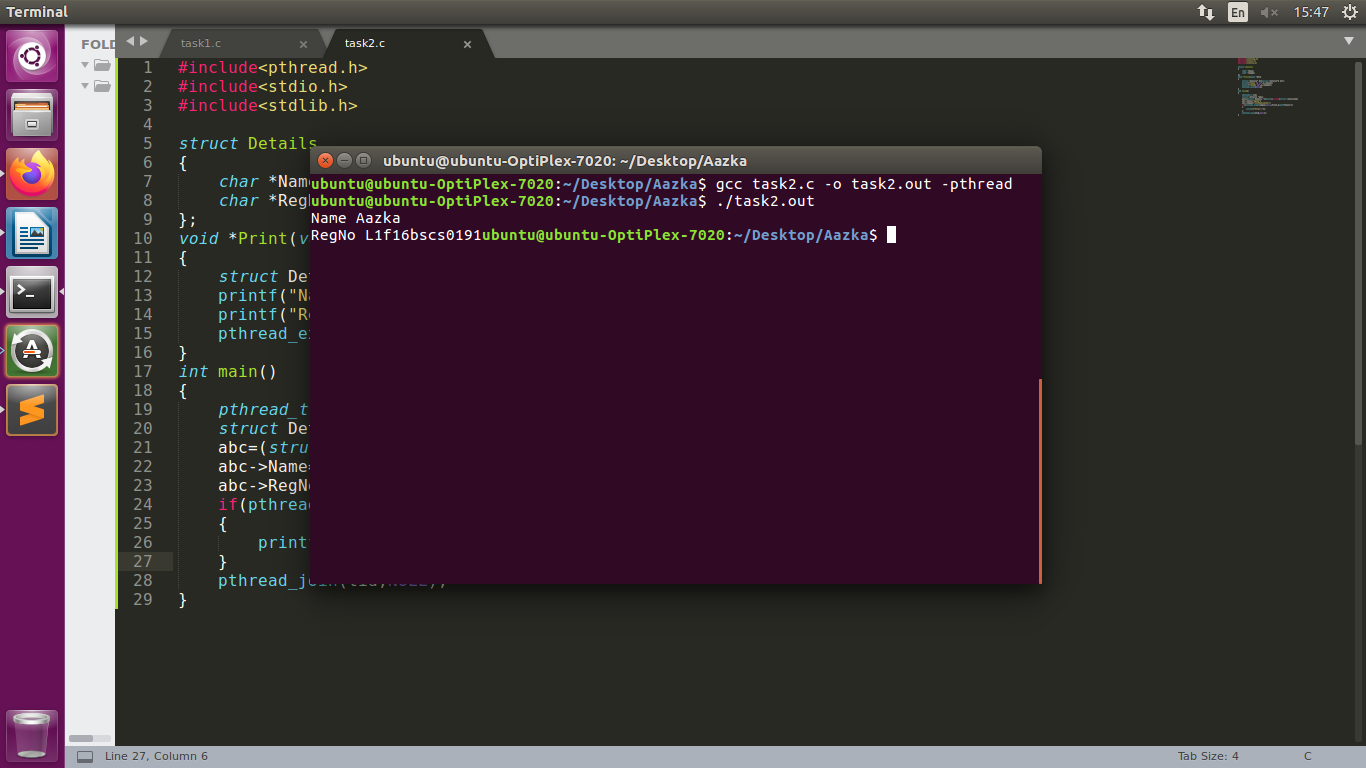 Terminal
En
15:47
FOLD
task1.c
task2.c
1 #include<pthread.h>
2 #include<stdio.h>
3 #include<stdlib.h>
4
5 struct Details
6 {
7 char *Nam
8 char *Reg
9 };
10 void *Print(v
11 {
12 struct De
13 printf("Na
14 printf("Re
15 pthread_e
16 }
17 int main()
18 {
19 pthread_t
20 struct De
21 abc=(stru
22 abc->Name=
23 abc->RegN
24 if(pthread
25 {
26 print
27 }
28 pthread_join(tid,NULL);
29 }
ubuntu@ubuntu-OptiPlex-7020: ~/Desktop/Aazka
ubuntu@ubuntu-OptiPlex-7020:~/Desktop/Aazka$ gcc task2.c -o task2.out -pthread
ubuntu@ubuntu-OptiPlex-7020:~/Desktop/Aazka$ ./task2.out
Name Aazka
RegNo L1f16bscs0191ubuntu@ubuntu-OptiPlex-7020:~/Desktop/Aazka$
Line 27, Column 6
Tab Size: 4
C